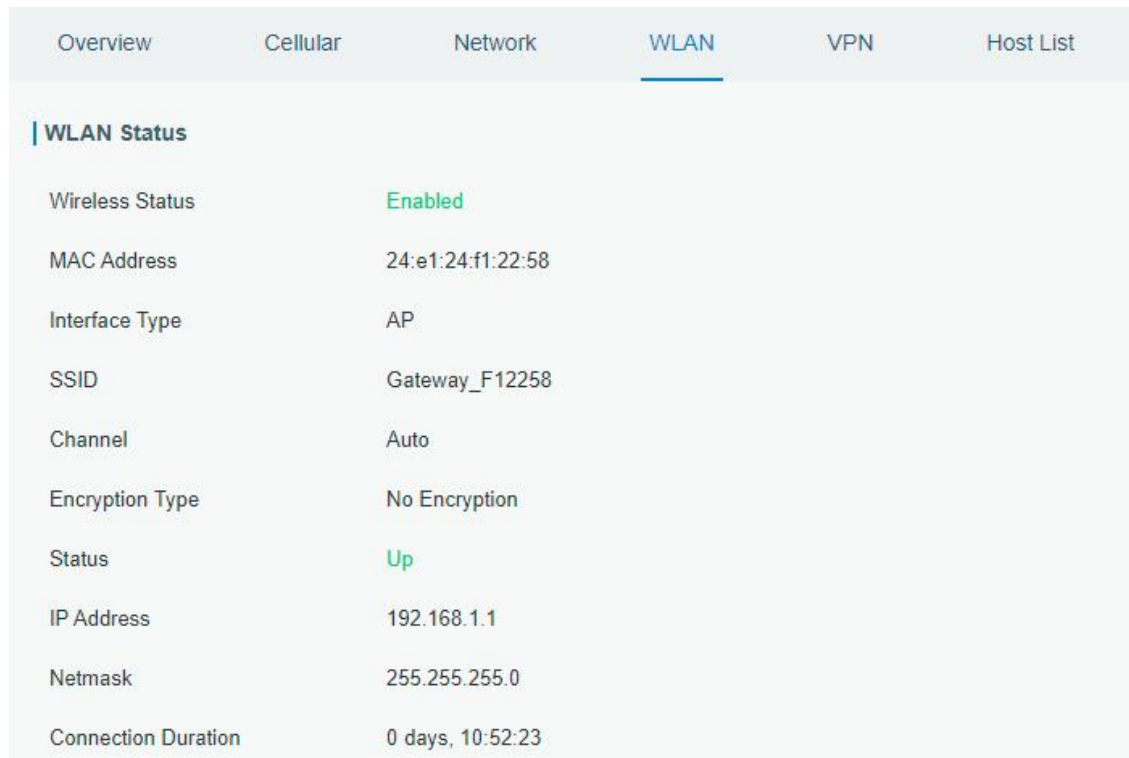 Overview Cellular Network WLAN VPN Host List
WLAN Status
Wireless Status Enabled
MAC Address 24:e1:24:f1:22:58
Interface Type AP
SSID Gateway_F12258
Channel Auto
Encryption Type No Encryption
Status Up
IP Address 192.168.1.1
Netmask 255.255.255.0
Connection Duration 0 days, 10:52:23